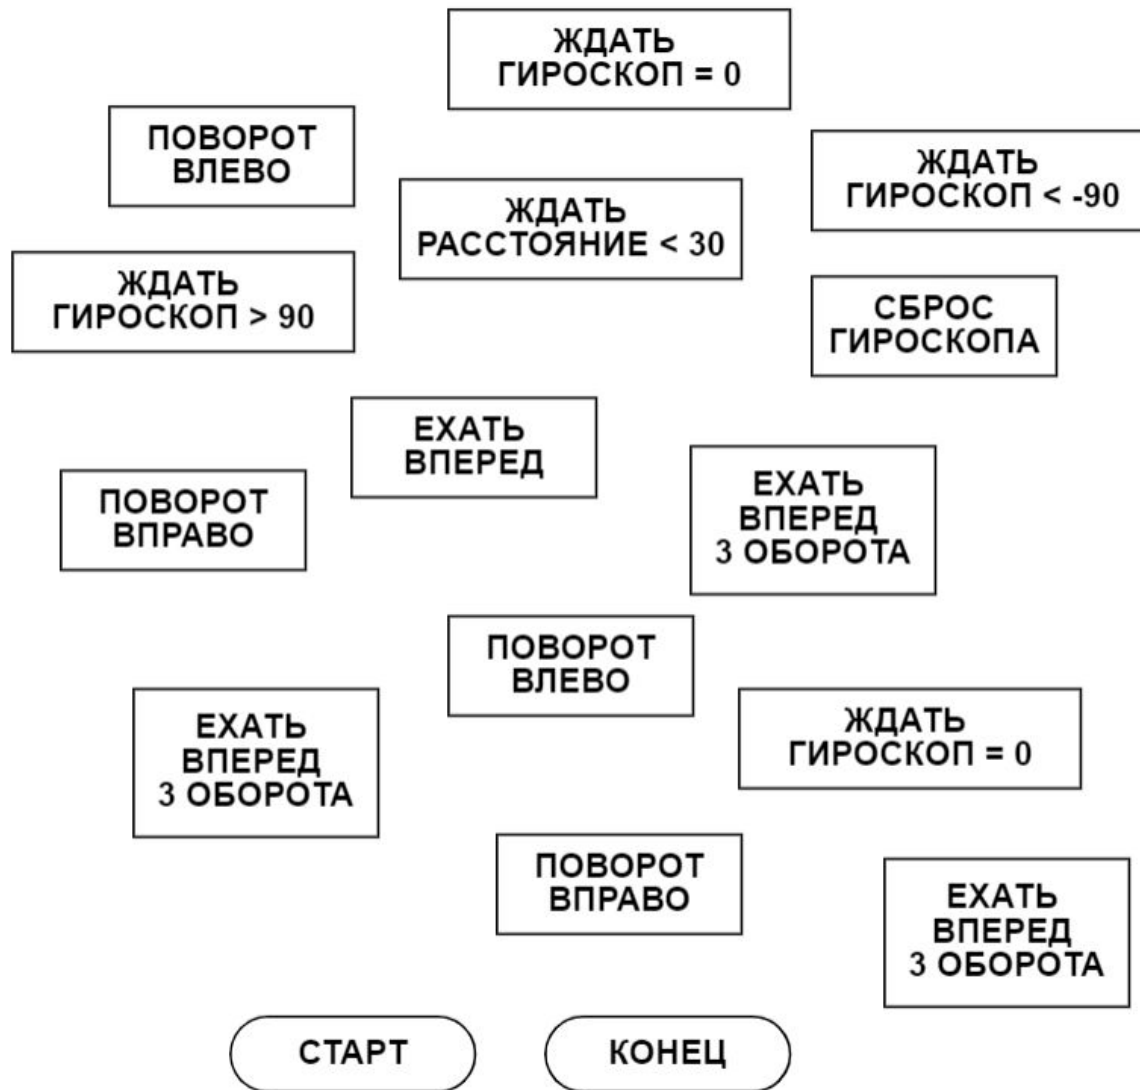 ЖДАТЬ
ГИРОСКОП = 0
ПОВОРОТ
ВЛЕВО
ЖДАТЬ
ГИРОСКОП < -90
ЖДАТЬ
РАССТОЯНИЕ < 30
ЖДАТЬ
ГИРОСКОП > 90
СБРОС
ГИРОСКОПА
ЕХАТЬ
ВПЕРЕД
ЕХАТЬ
ВПЕРЕД
3 ОБОРОТА
ПОВОРОТ
ВПРАВО
ПОВОРОТ
ВЛЕВО
ЕХАТЬ
ВПЕРЕД
3 ОБОРОТА
ЖДАТЬ
ГИРОСКОП = 0
ПОВОРОТ
ВПРАВО
ЕХАТЬ
ВПЕРЕД
3 ОБОРОТА
СТАРТ
КОНЕЦ